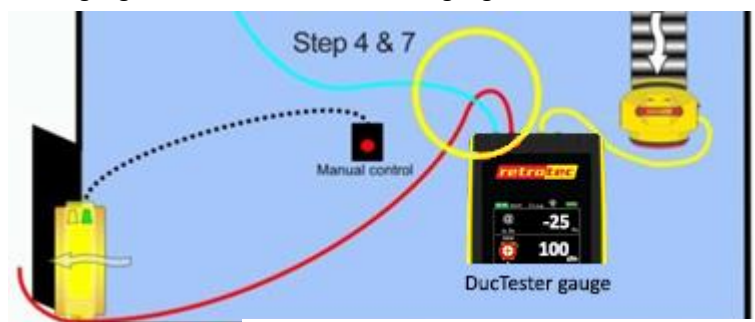 Step 4 & 7
Manual control
retrotec
-25
100
DucTester gauge